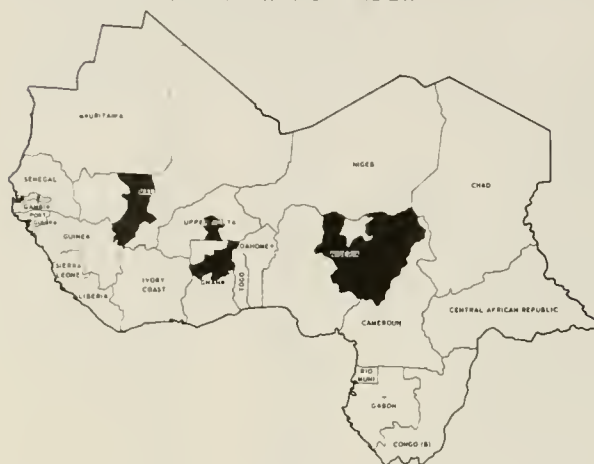 MAURITANIA
NIGER
CHAD
SENEGAL
MALI
GAMBIA
PORT
GUINEA
UPPER VOLTA
DAHOMEY
GUINEA
SIERRA
LEONE
IVORY
COAST
GHANA
TOGO
LIBERIA
CENTRAL AFRICAN REPUBLIC
CAMEROUN
RIO
MUNI
GABON
CONGO (B)